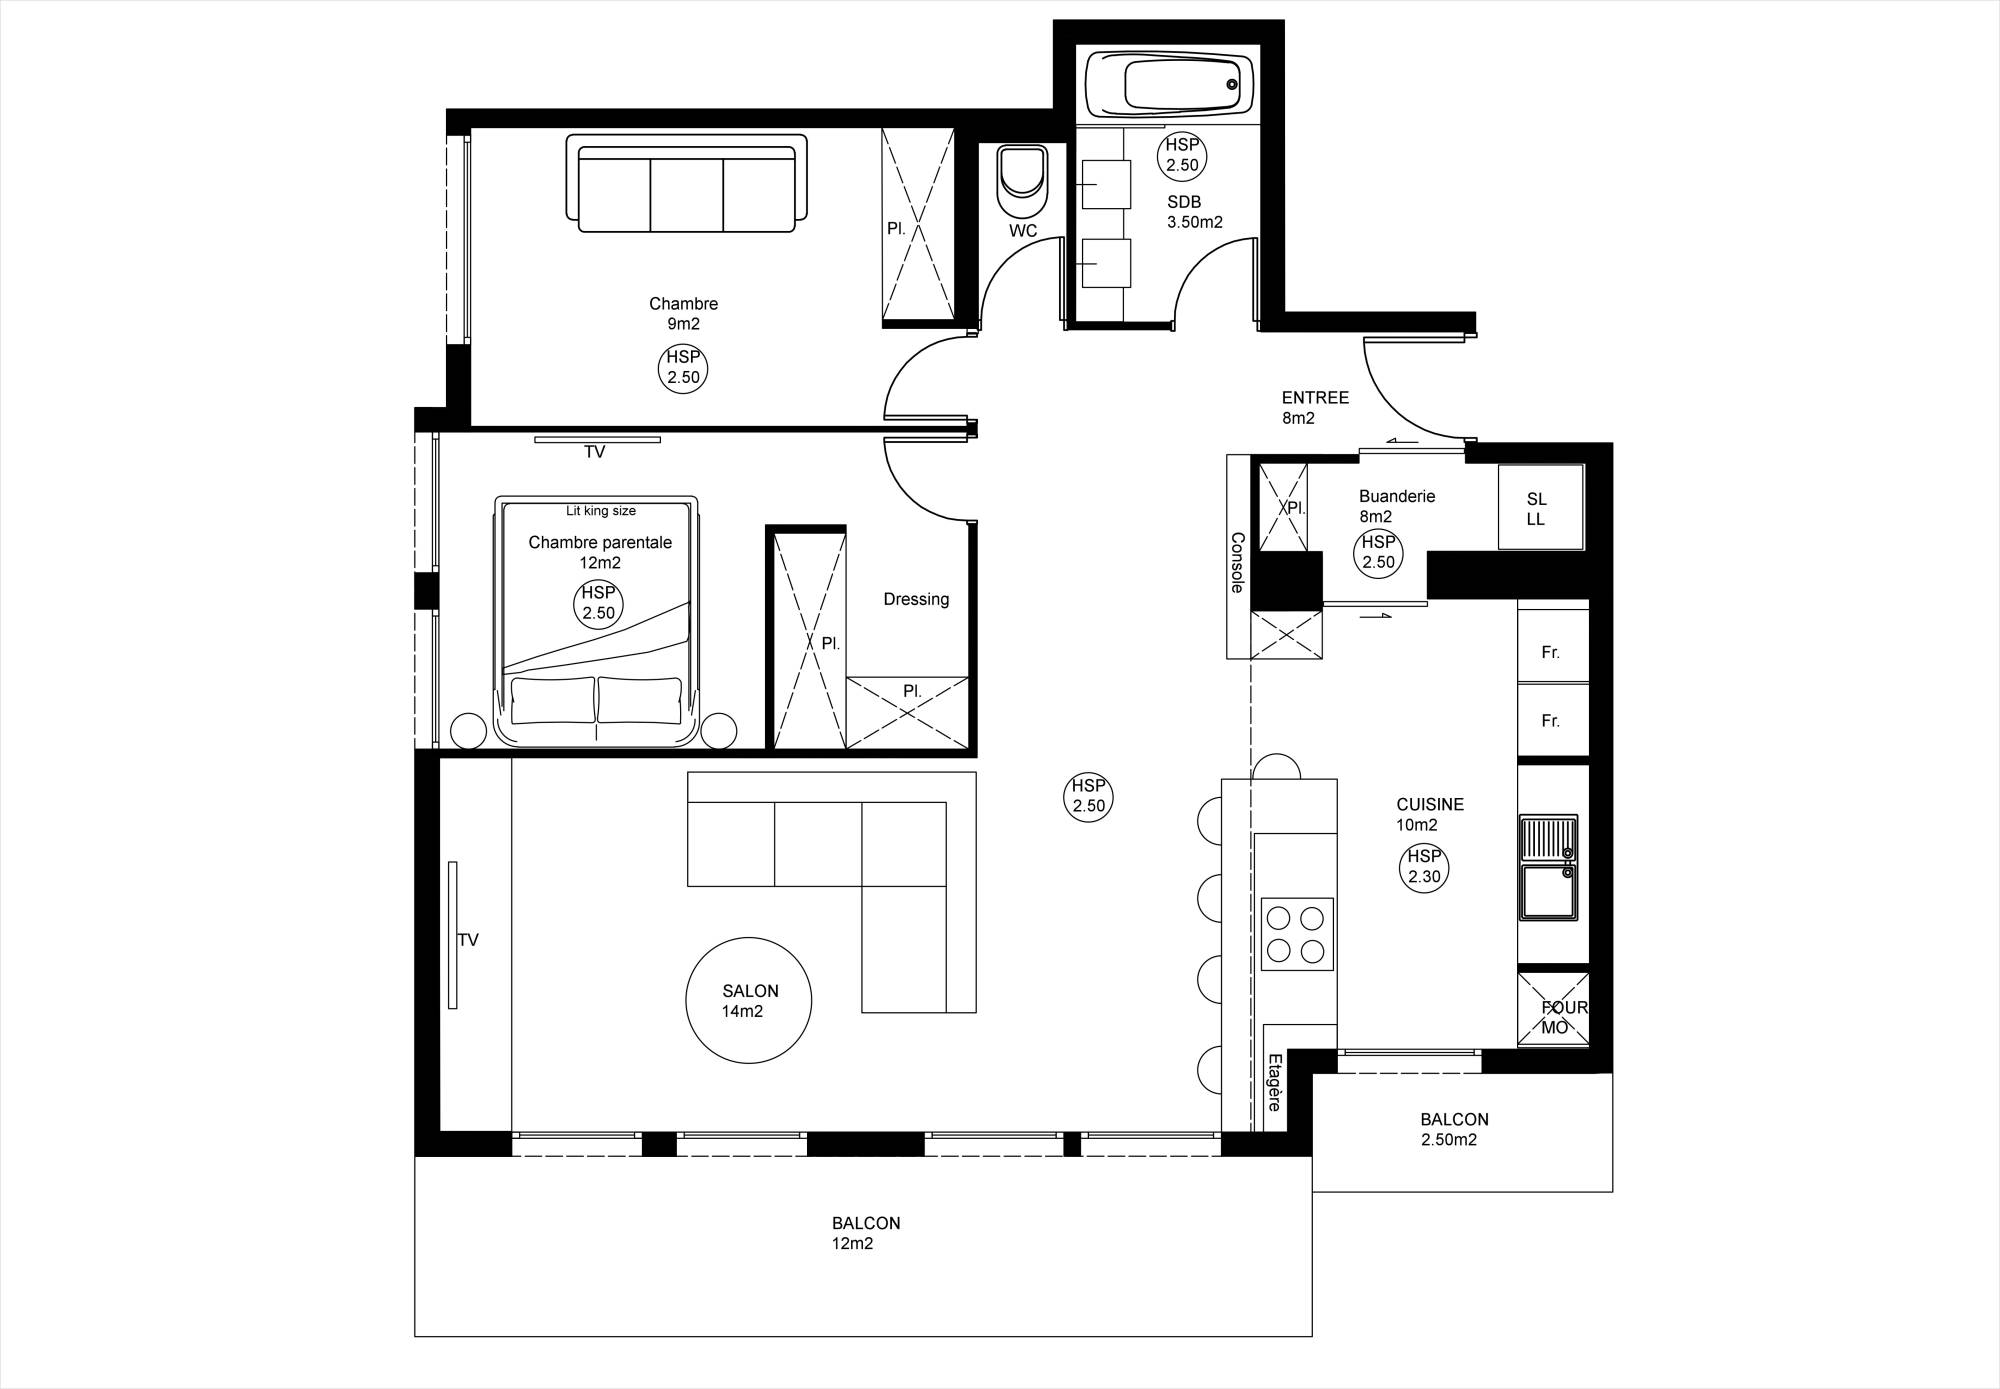 HSP
2.50
SDB
3.50m2
WC
Pl.
Chambre
9m2
HSP
2.50
ENTREE
8m2
TV
Lit king size
Chambre parentale
12m2
HSP
2.50
Dressing
Pl.
Pl.
Console
Pl.
Buanderie
8m2
HSP
2.50
SL
LL
Fr.
Fr.
HSP
2.50
CUISINE
10m2
HSP
2.30
TV
SALON
14m2
FOUR
MO
Etagère
BALCON
2.50m2
BALCON
12m2